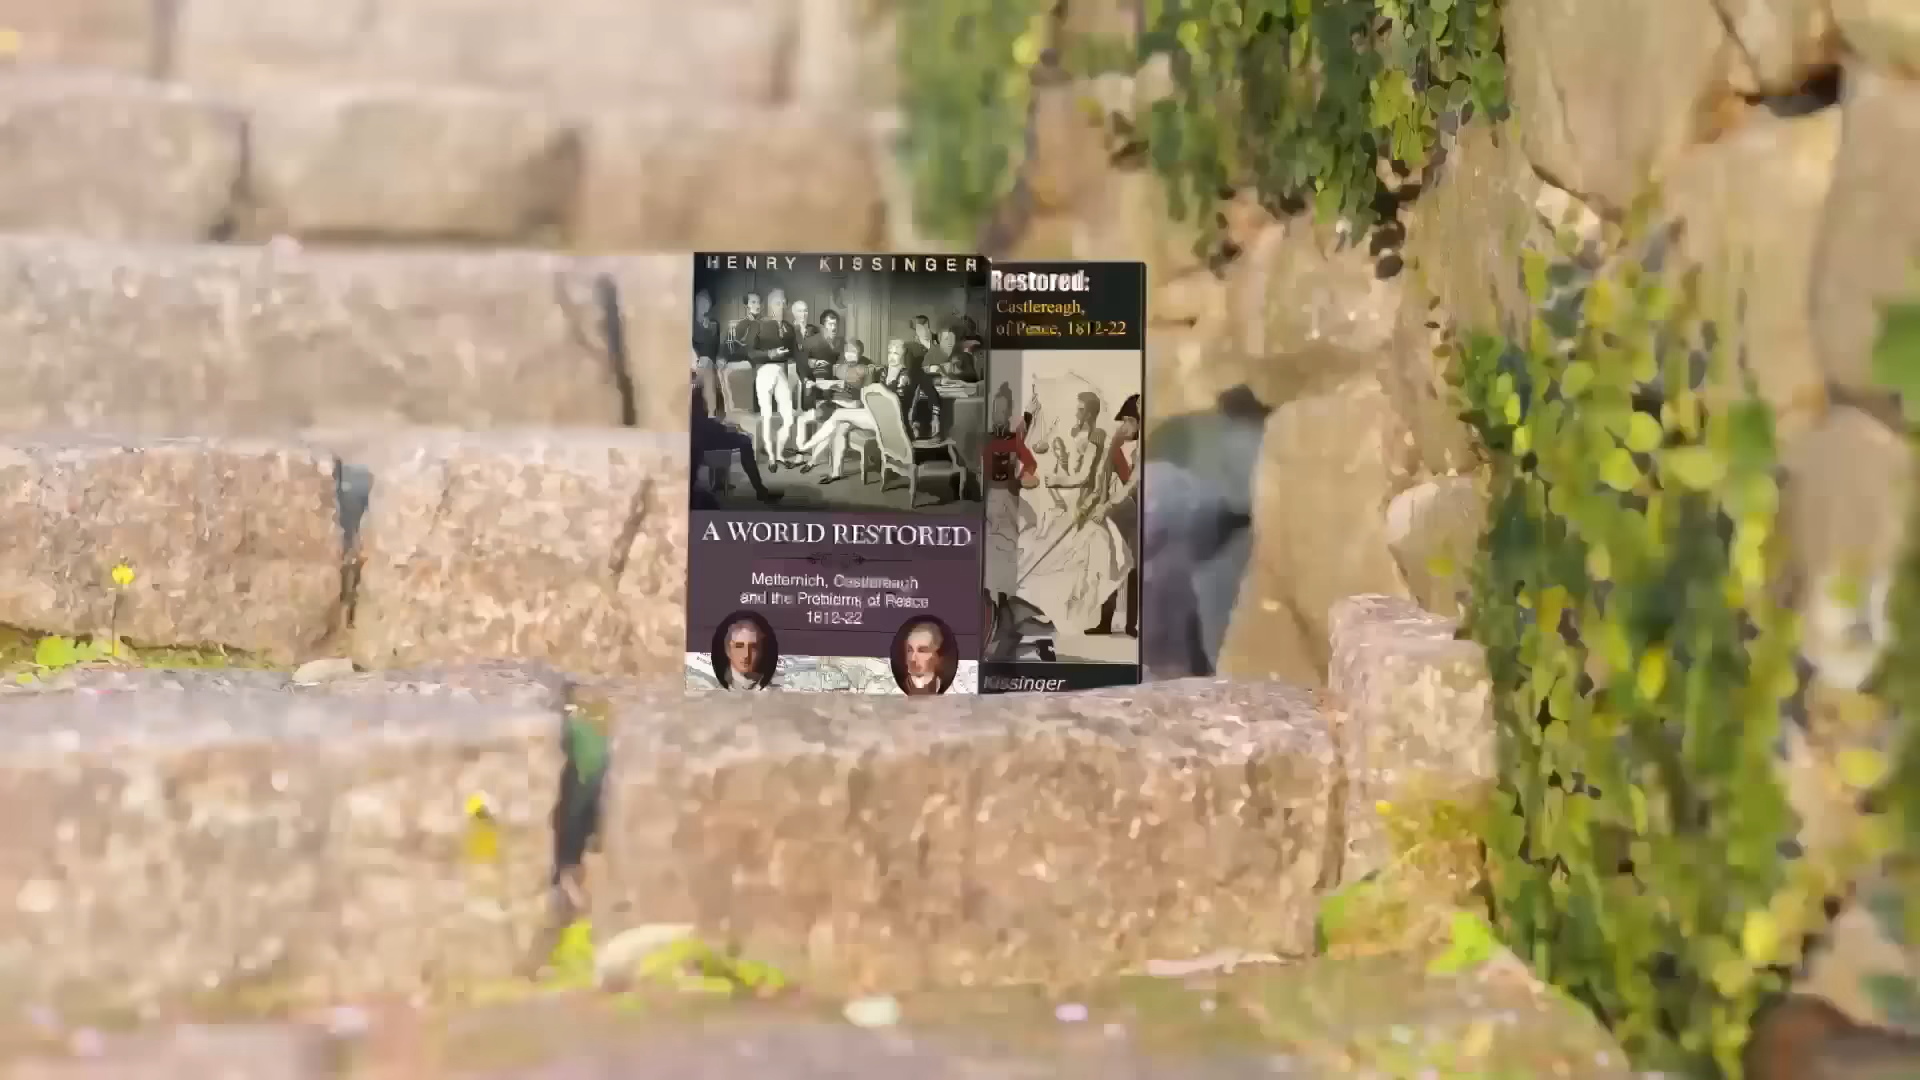 HENRY KISSINGER
A WORLD RESTORED
Metternich, Castlereagh
and the Problems of Peace
1812-22
Restored:
Castlereagh,
of Peace, 1812-22
Kissinger